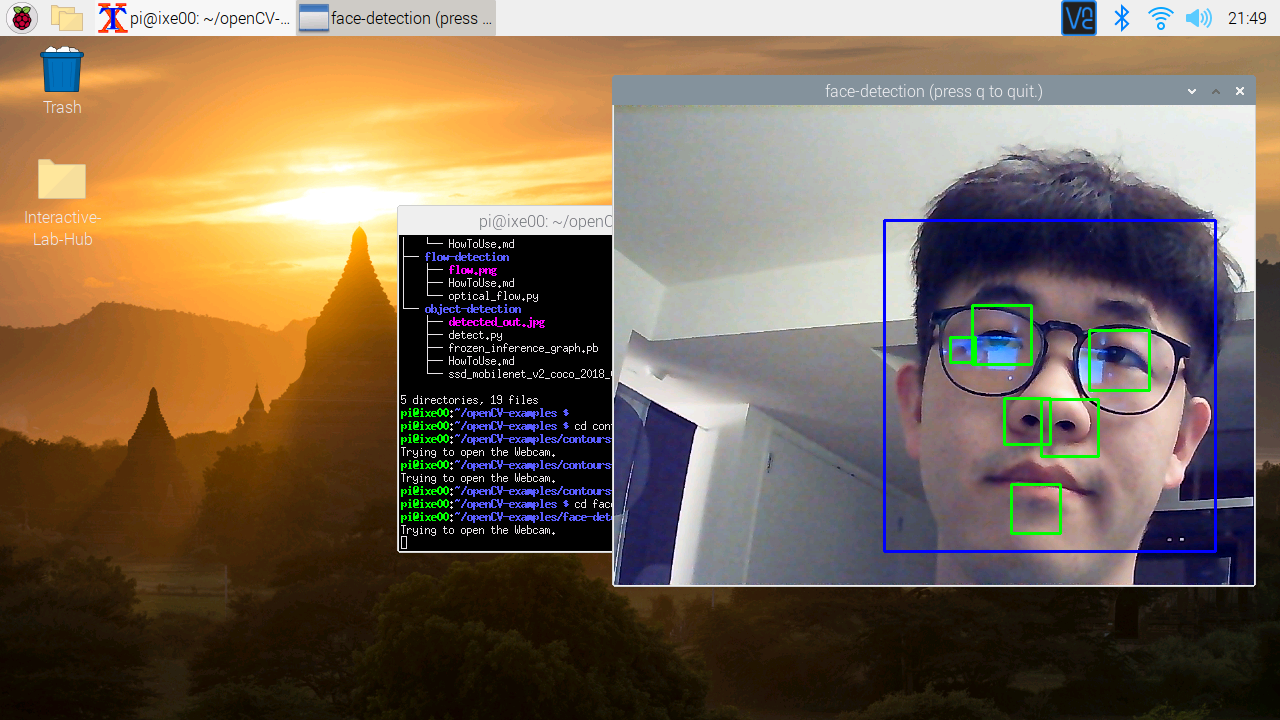 pi@ixe00: ~/openCV-...
face-detection (press ...
21:49
Trash
Interactive-
Lab-Hub
face-detection (press q to quit.)
pi@ixe00: ~/openC
HowToUse.md
flow-detection
flow.png
HowToUse.md
optical_flow.py
object-detection
detected_out.jpg
detect.py
frozen_inference_graph.pb
HowToUse.md
ssd_mobilenet_v2_coco_2018_
5 directories, 19 files
pi@ixe00:~/openCV-examples $
pi@ixe00:~/openCV-examples $ cd con
pi@ixe00:~/openCV-examples/contours
Trying to open the Webcam.
pi@ixe00:~/openCV-examples/contours
Trying to open the Webcam.
pi@ixe00:~/openCV-examples/contours
pi@ixe00:~/openCV-examples $ cd fac
pi@ixe00:~/openCV-examples/face-det
Trying to open the Webcam.